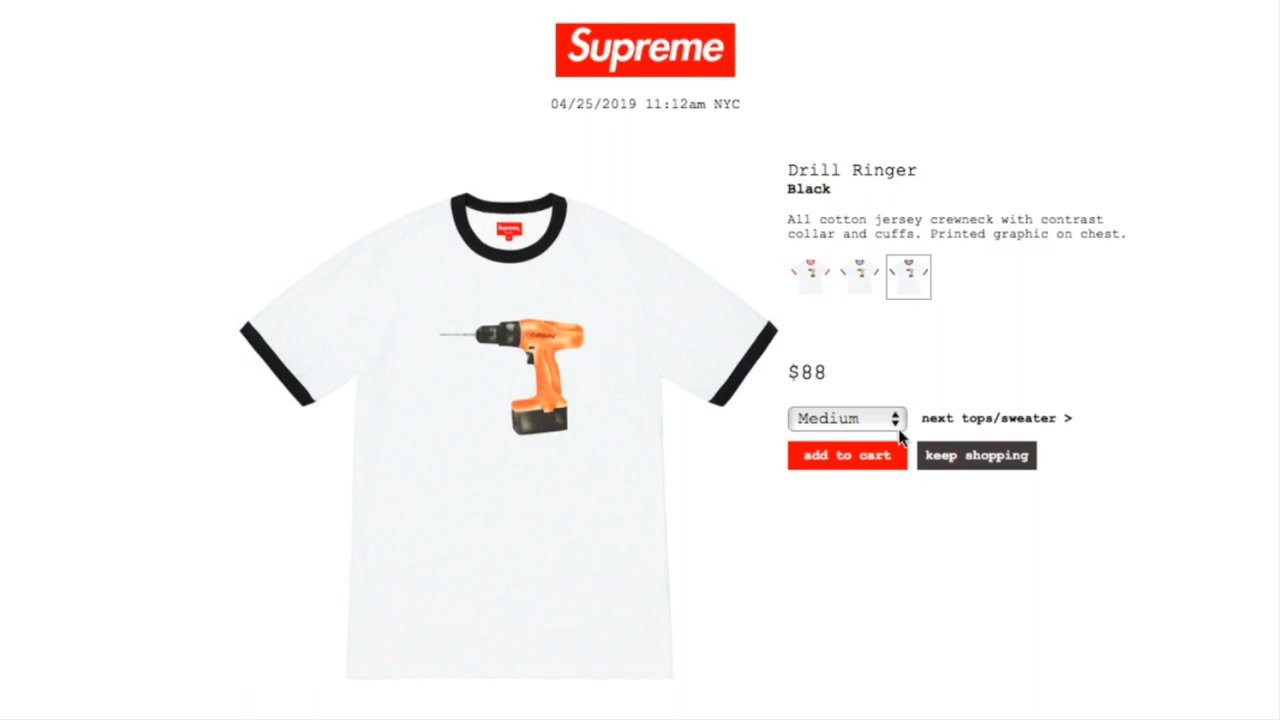 Supreme
04/25/2019 11:12am NYC
Drill Ringer
Black
All cotton jersey crewneck with contrast
collar and cuffs. Printed graphic on chest.
Supreme
$88
Medium
next tops/sweater >
add to cart
keep shopping